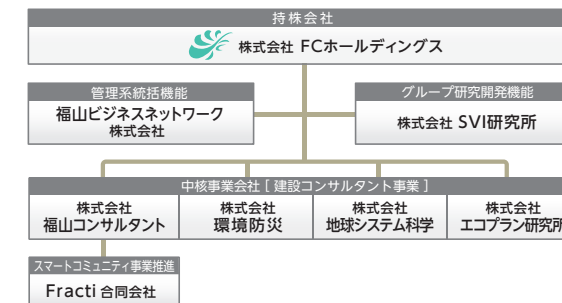 持株会社
株式会社 FCホールディングス
管理系統括機能
福山ビジネスネットワーク
株式会社
グループ研究開発機能
株式会社 SVI研究所
中核事業会社 [ 建設コンサルタント事業 ]
株式会社
福山コンサルタント
株式会社
環境防災
株式会社
地球システム科学
株式会社
エコプラン研究所
スマートコミュニティ事業推進
Fracti 合同会社